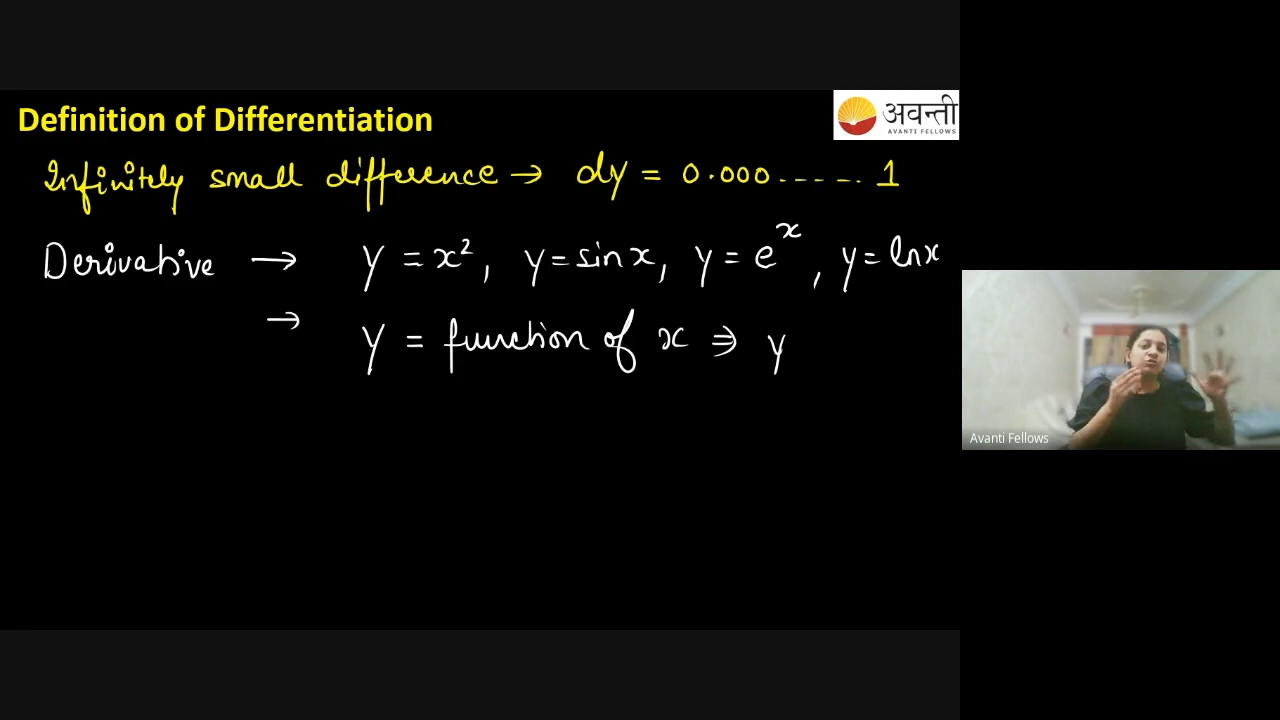 Definition of Differentiation
अवन्ती
AVANTI FELLOWS
Infinitely small difference → dy = 0.000 ------ 1
Derivative → y = x², y = sin x, y = eˣ, y = ln x
→ y = function of x ⇒ y
Avanti Fellows